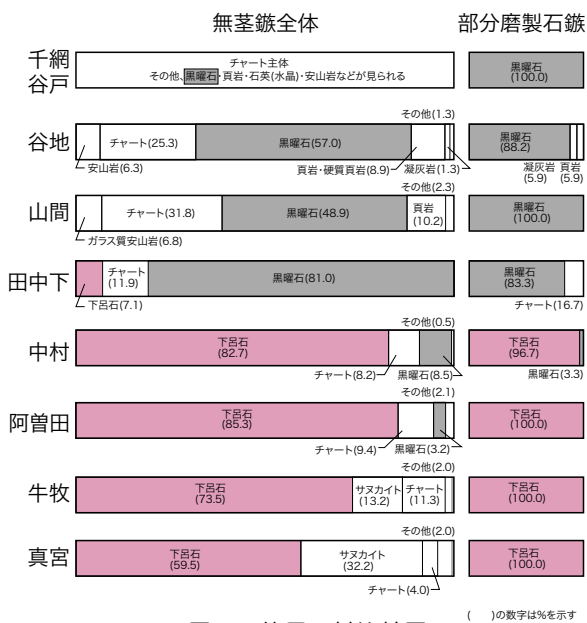 無茎鏃全体 部分磨製石鏃
千網谷戸
チャート主体
その他、黒曜石・頁岩・石英(水晶)・安山岩などが見られる
黒曜石
(100.0)
谷地
その他(1.3)
チャート(25.3)
黒曜石(57.0)
安山岩(6.3)
頁岩・硬質頁岩(8.9)
凝灰岩(1.3)
黒曜石
(88.2)
凝灰岩
(5.9)
頁岩
(5.9)
山間
その他(2.3)
チャート(31.8)
黒曜石(48.9)
頁岩
(10.2)
ガラス質安山岩(6.8)
黒曜石
(100.0)
田中下
チャート
(11.9)
黒曜石(81.0)
下呂石(7.1)
黒曜石
(83.3)
チャート(16.7)
中村
その他(0.5)
下呂石
(82.7)
チャート(8.2)
黒曜石(8.5)
下呂石
(96.7)
黒曜石(3.3)
阿曽田
その他(2.1)
下呂石
(85.3)
チャート(9.4)
黒曜石(3.2)
下呂石
(100.0)
牛牧
その他(2.0)
下呂石
(73.5)
サヌカイト
(13.2)
チャート
(11.3)
下呂石
(100.0)
真宮
その他(2.0)
下呂石
(59.5)
サヌカイト
(32.2)
チャート(4.0)
下呂石
(100.0)
(　)の数字は%を示す